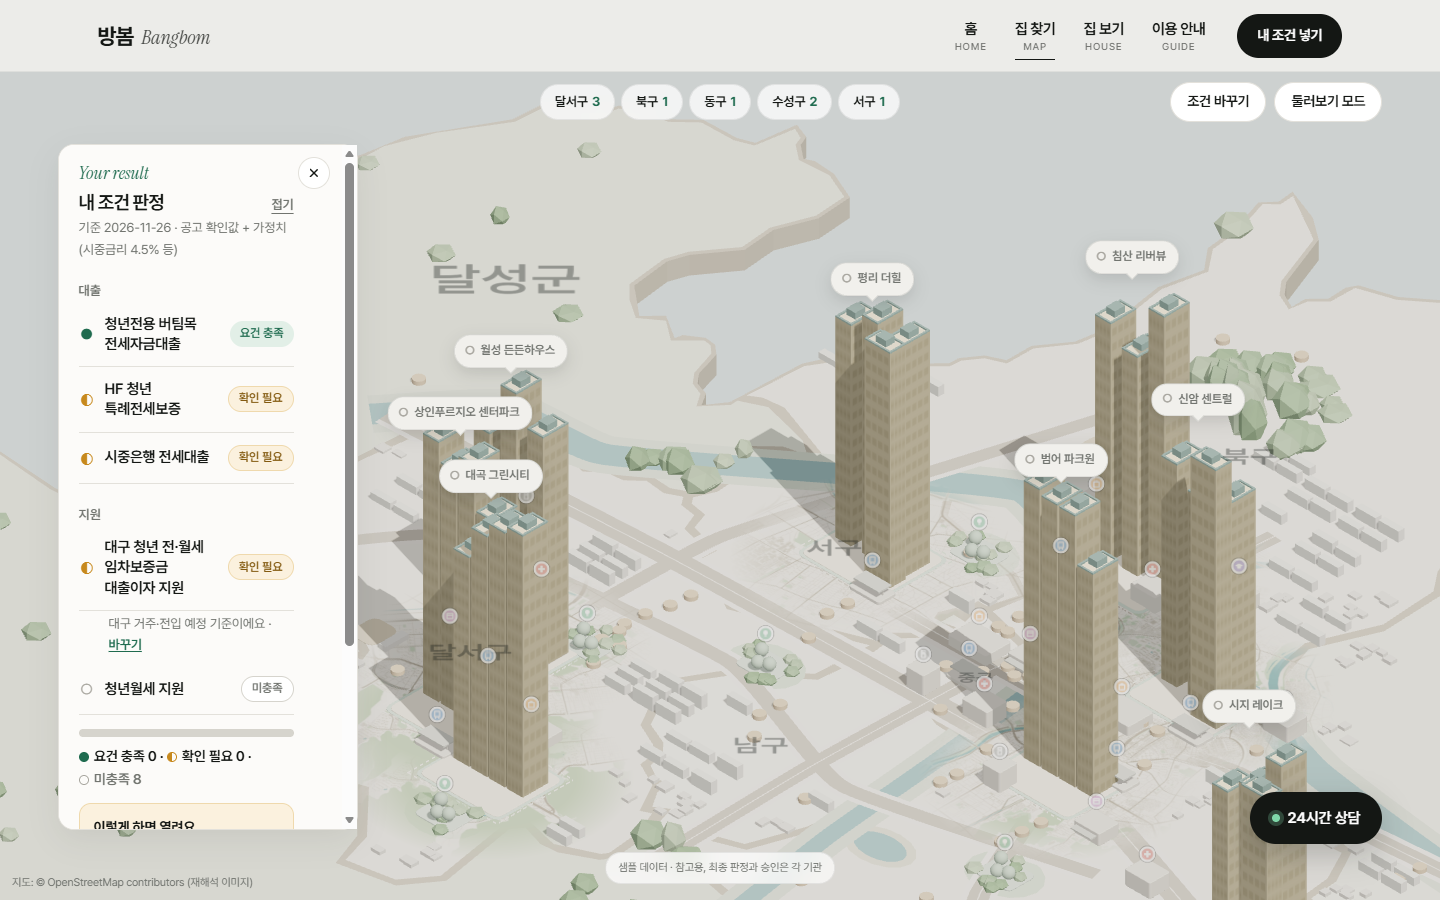 방봄 Bangbom
홈
HOME
집 찾기
MAP
집 보기
HOUSE
이용 안내
GUIDE
내 조건 넣기
달서구 3
북구 1
동구 1
수성구 2
서구 1
조건 바꾸기
둘러보기 모드
Your result
내 조건 판정
접기
기준 2026-11-26 · 공고 확인값 + 가정치
(시중금리 4.5% 등)
대출
청년전용 버팀목
전세자금대출
요건 충족
HF 청년
특례전세보증
확인 필요
시중은행 전세대출
확인 필요
지원
대구 청년 전·월세
임차보증금
대출이자 지원
확인 필요
대구 거주·전입 예정 기준이에요 ·
바꾸기
청년월세 지원
미충족
요건 충족 0 · 확인 필요 0 ·
미충족 8
이렇게 하면 열려요
달성군
평리 더힐
침산 리버뷰
월성 든든하우스
상인푸르지오 센터파크
신암 센트럴
대곡 그린시티
범어 파크원
북구
서구
달서구
중구
시지 레이크
남구
24시간 상담
샘플 데이터 · 참고용, 최종 판정과 승인은 각 기관
지도: © OpenStreetMap contributors (재해석 이미지)